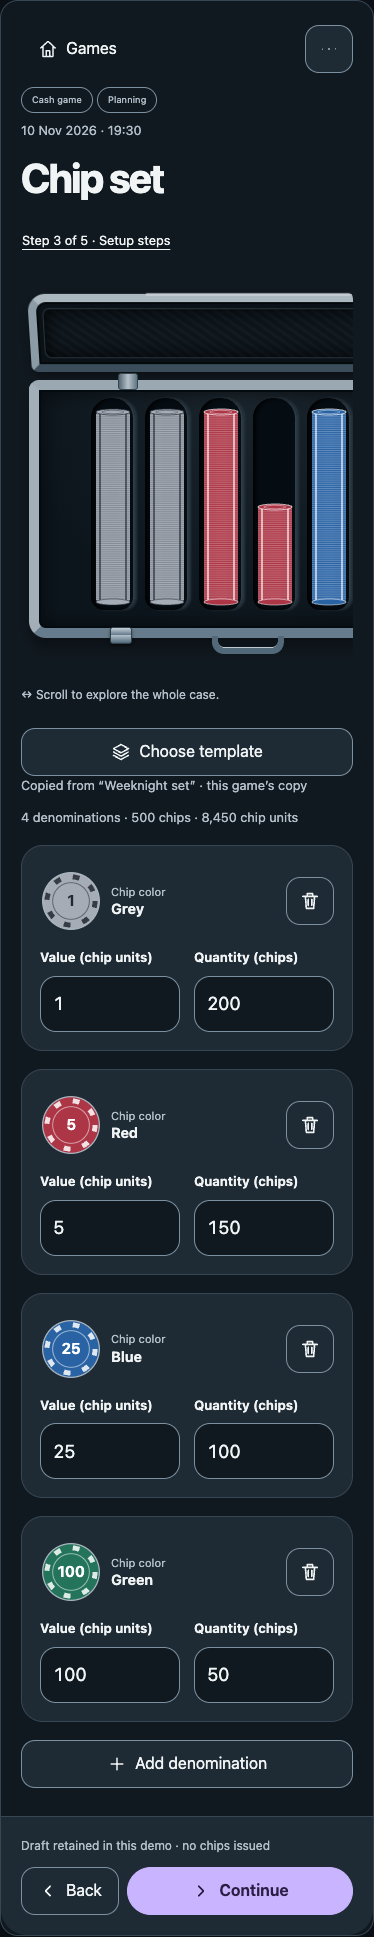 Games
Cash game Planning
10 Nov 2026 · 19:30
Chip set
Step 3 of 5 · Setup steps
↔ Scroll to explore the whole case.
Choose template
Copied from “Weeknight set” · this game’s copy
4 denominations · 500 chips · 8,450 chip units
1
Chip color
Grey
Value (chip units) Quantity (chips)
1 200
5
Chip color
Red
Value (chip units) Quantity (chips)
5 150
25
Chip color
Blue
Value (chip units) Quantity (chips)
25 100
100
Chip color
Green
Value (chip units) Quantity (chips)
100 50
Add denomination
Draft retained in this demo · no chips issued
Back Continue